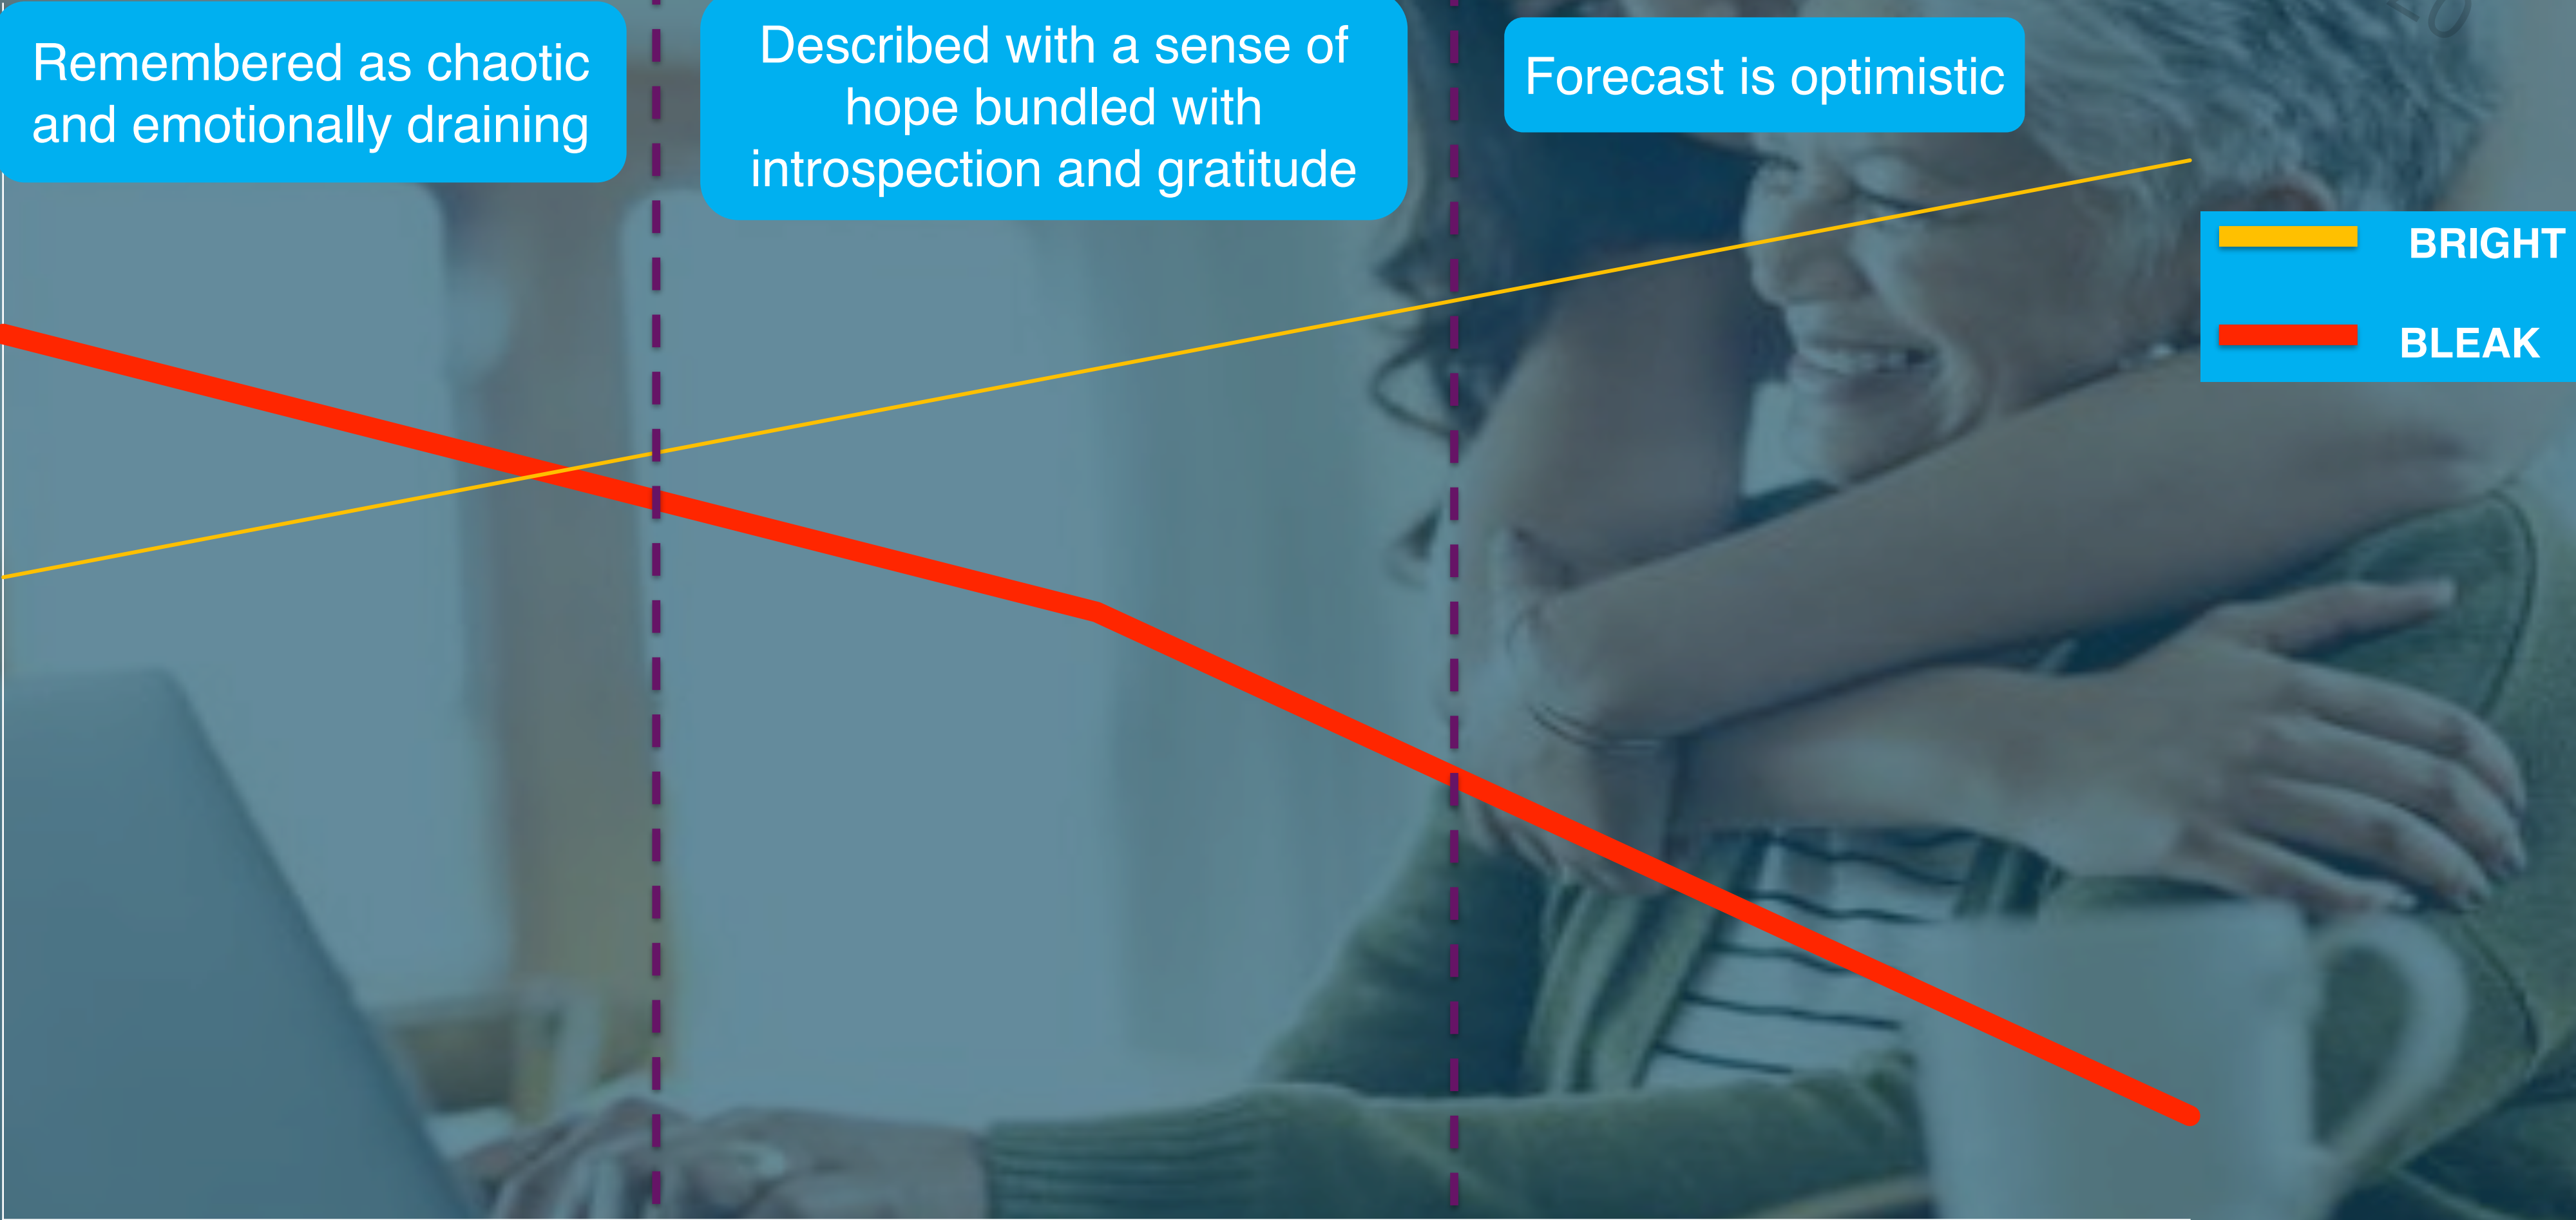 Remembered as chaotic
and emotionally draining
Described with a sense of
hope bundled with
introspection and gratitude
Forecast is optimistic
BRIGHT
BLEAK